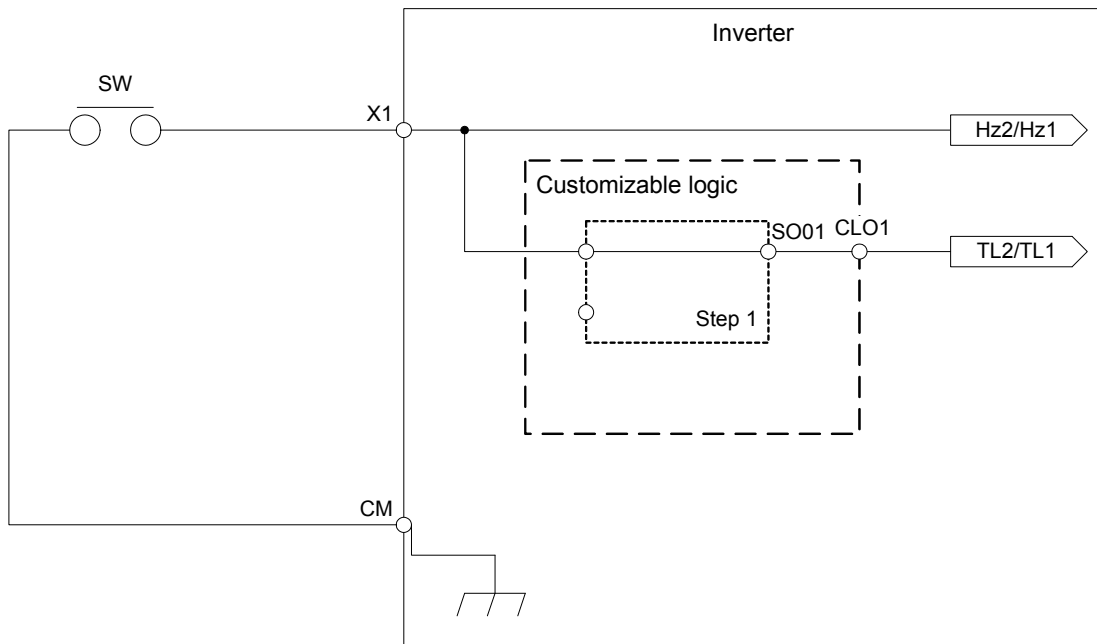 Inverter
SW
X1
Hz2/Hz1
Customizable logic
SO01 CLO1
TL2/TL1
Step 1
CM